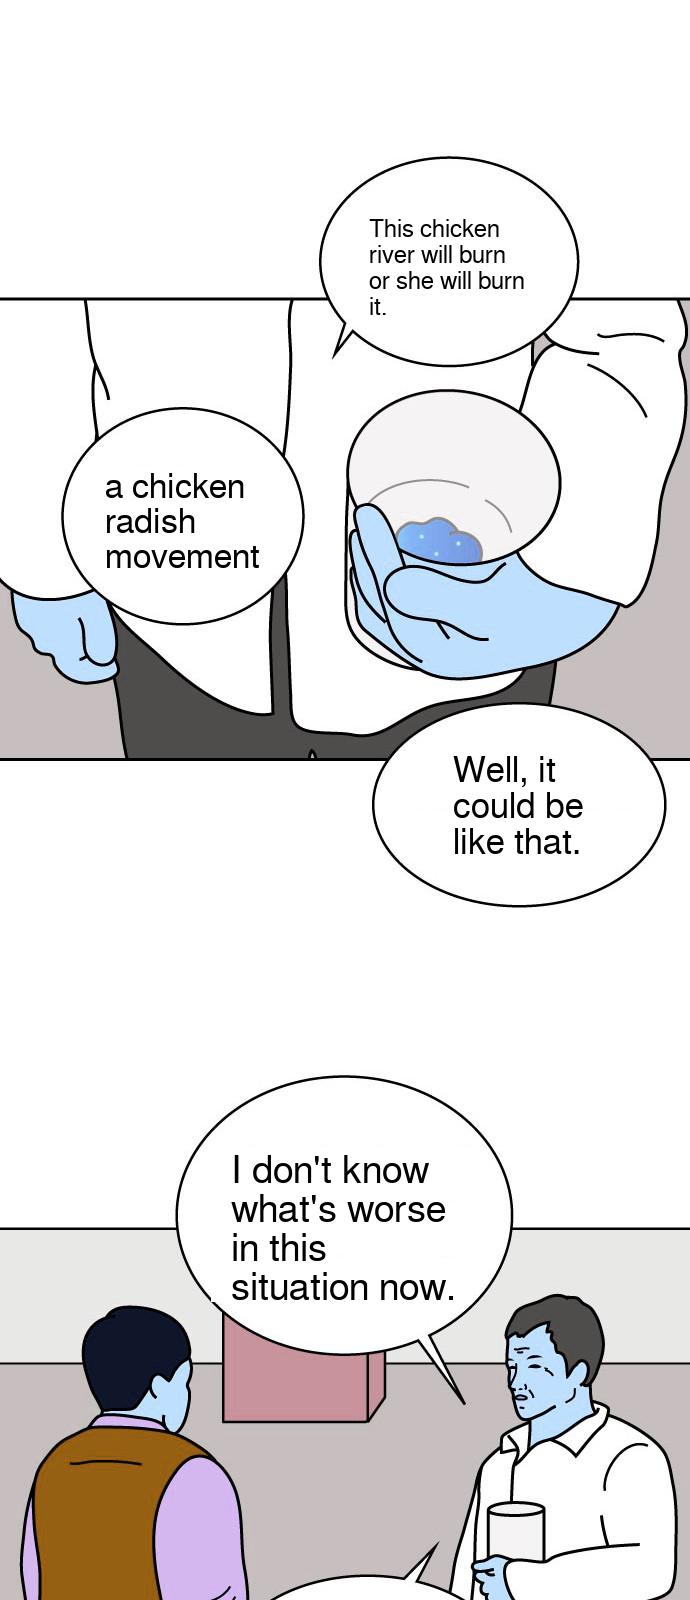 This chicken
river will burn
or she will burn
it.
a chicken
radish
movement
Well, it
could be
like that.
I don't know
what's worse
in this
situation now.